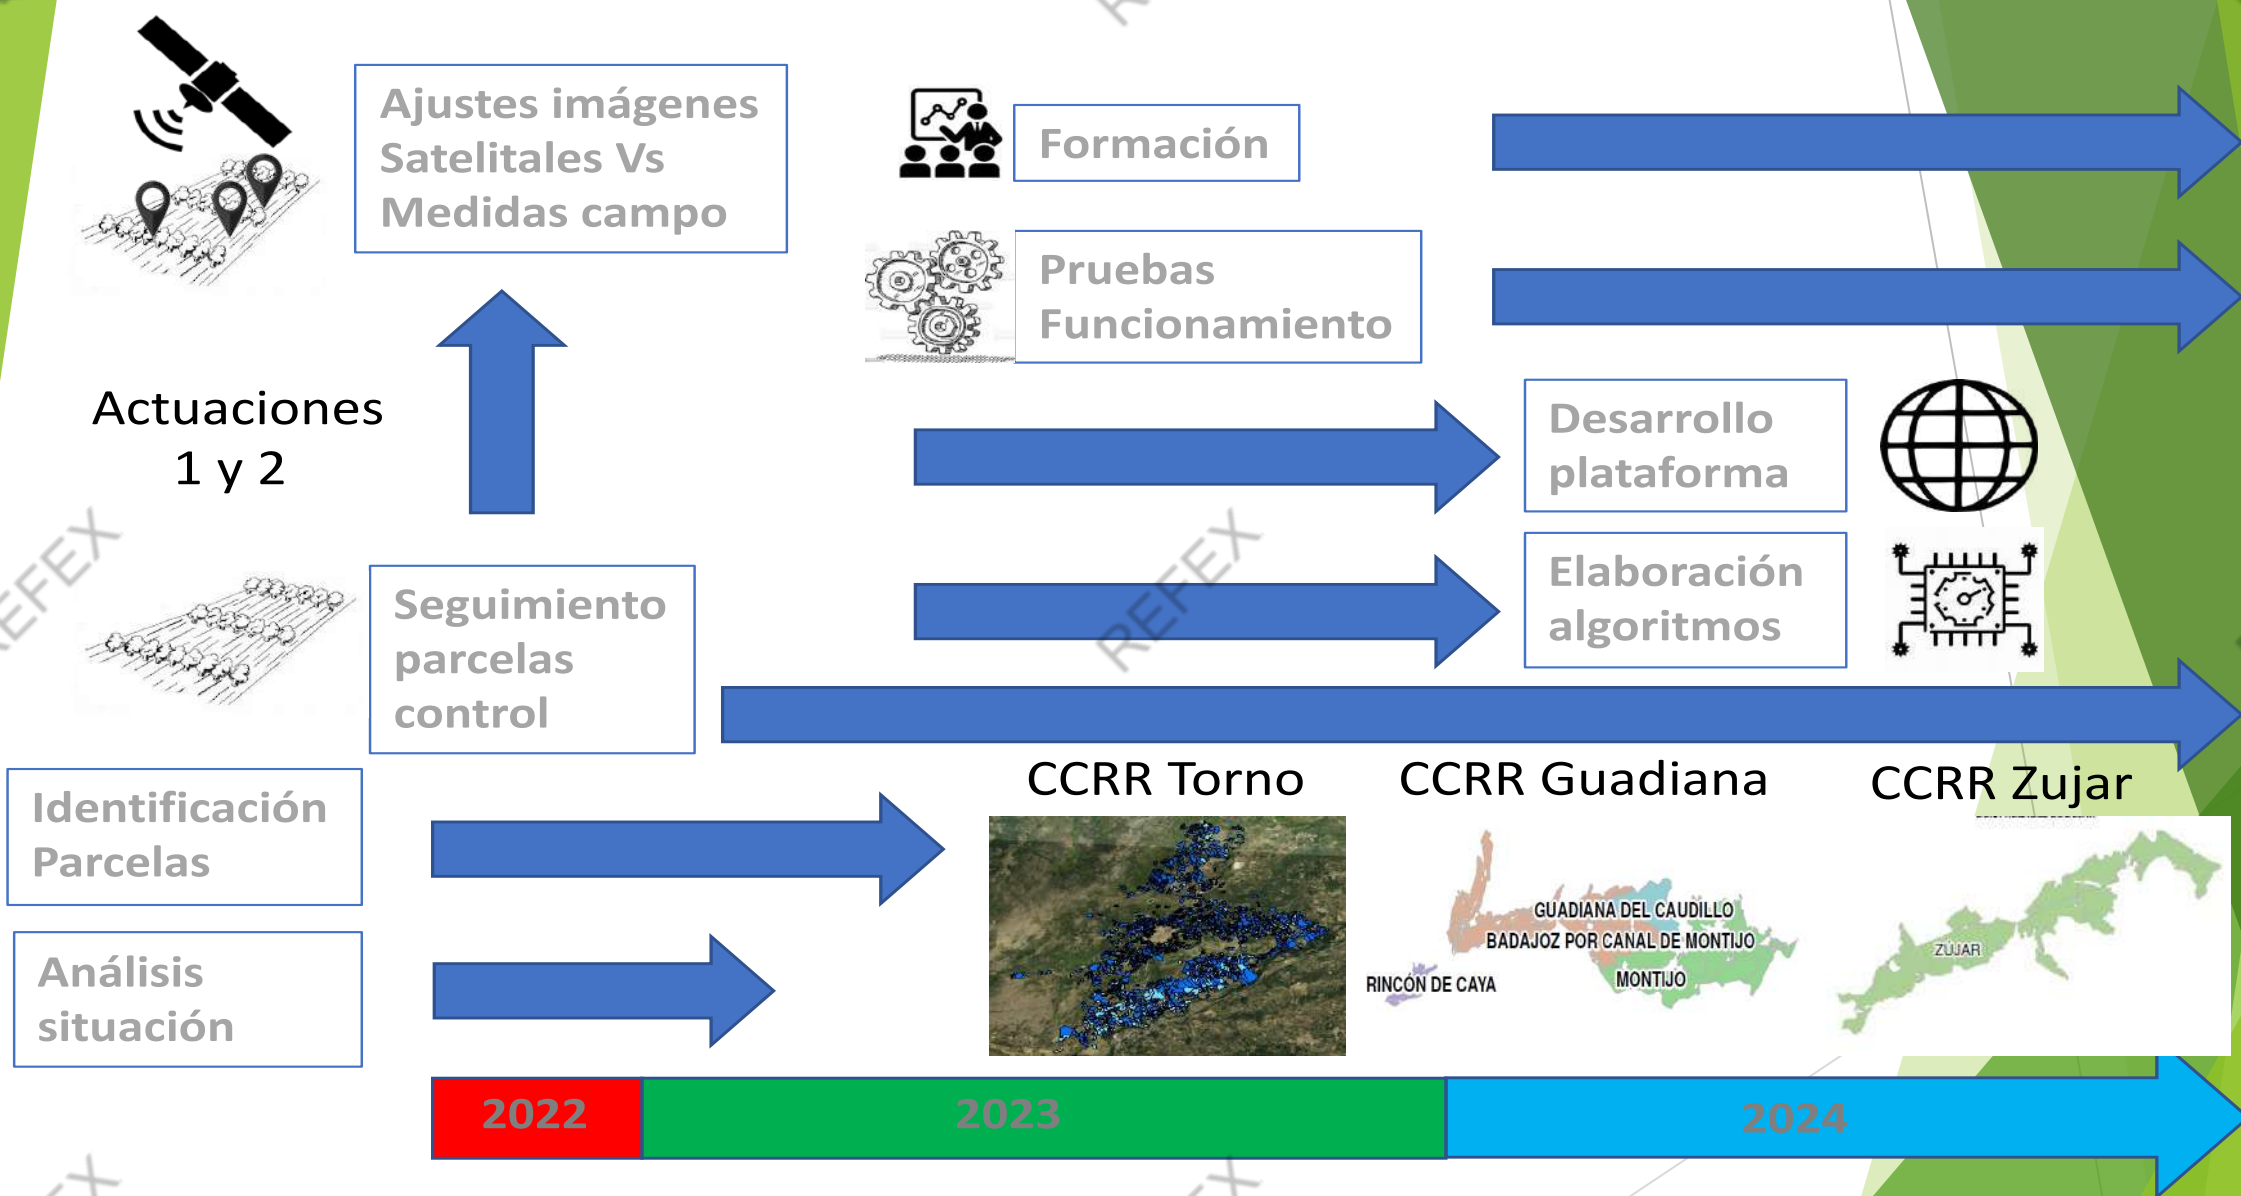 Ajustes imágenes
Satelitales Vs
Medidas campo
Formación
Pruebas
Funcionamiento
Actuaciones
1 y 2
Desarrollo
plataforma
Elaboración
algoritmos
Seguimiento
parcelas
control
CCRR Torno
CCRR Guadiana
CCRR Zujar
Identificación
Parcelas
GUADIANA DEL CAUDILLO
BADAJOZ POR CANAL DE MONTIJO
RINCÓN DE CAYA
MONTIJO
ZÚJAR
Análisis
situación
2022
2023
2024
REFEX